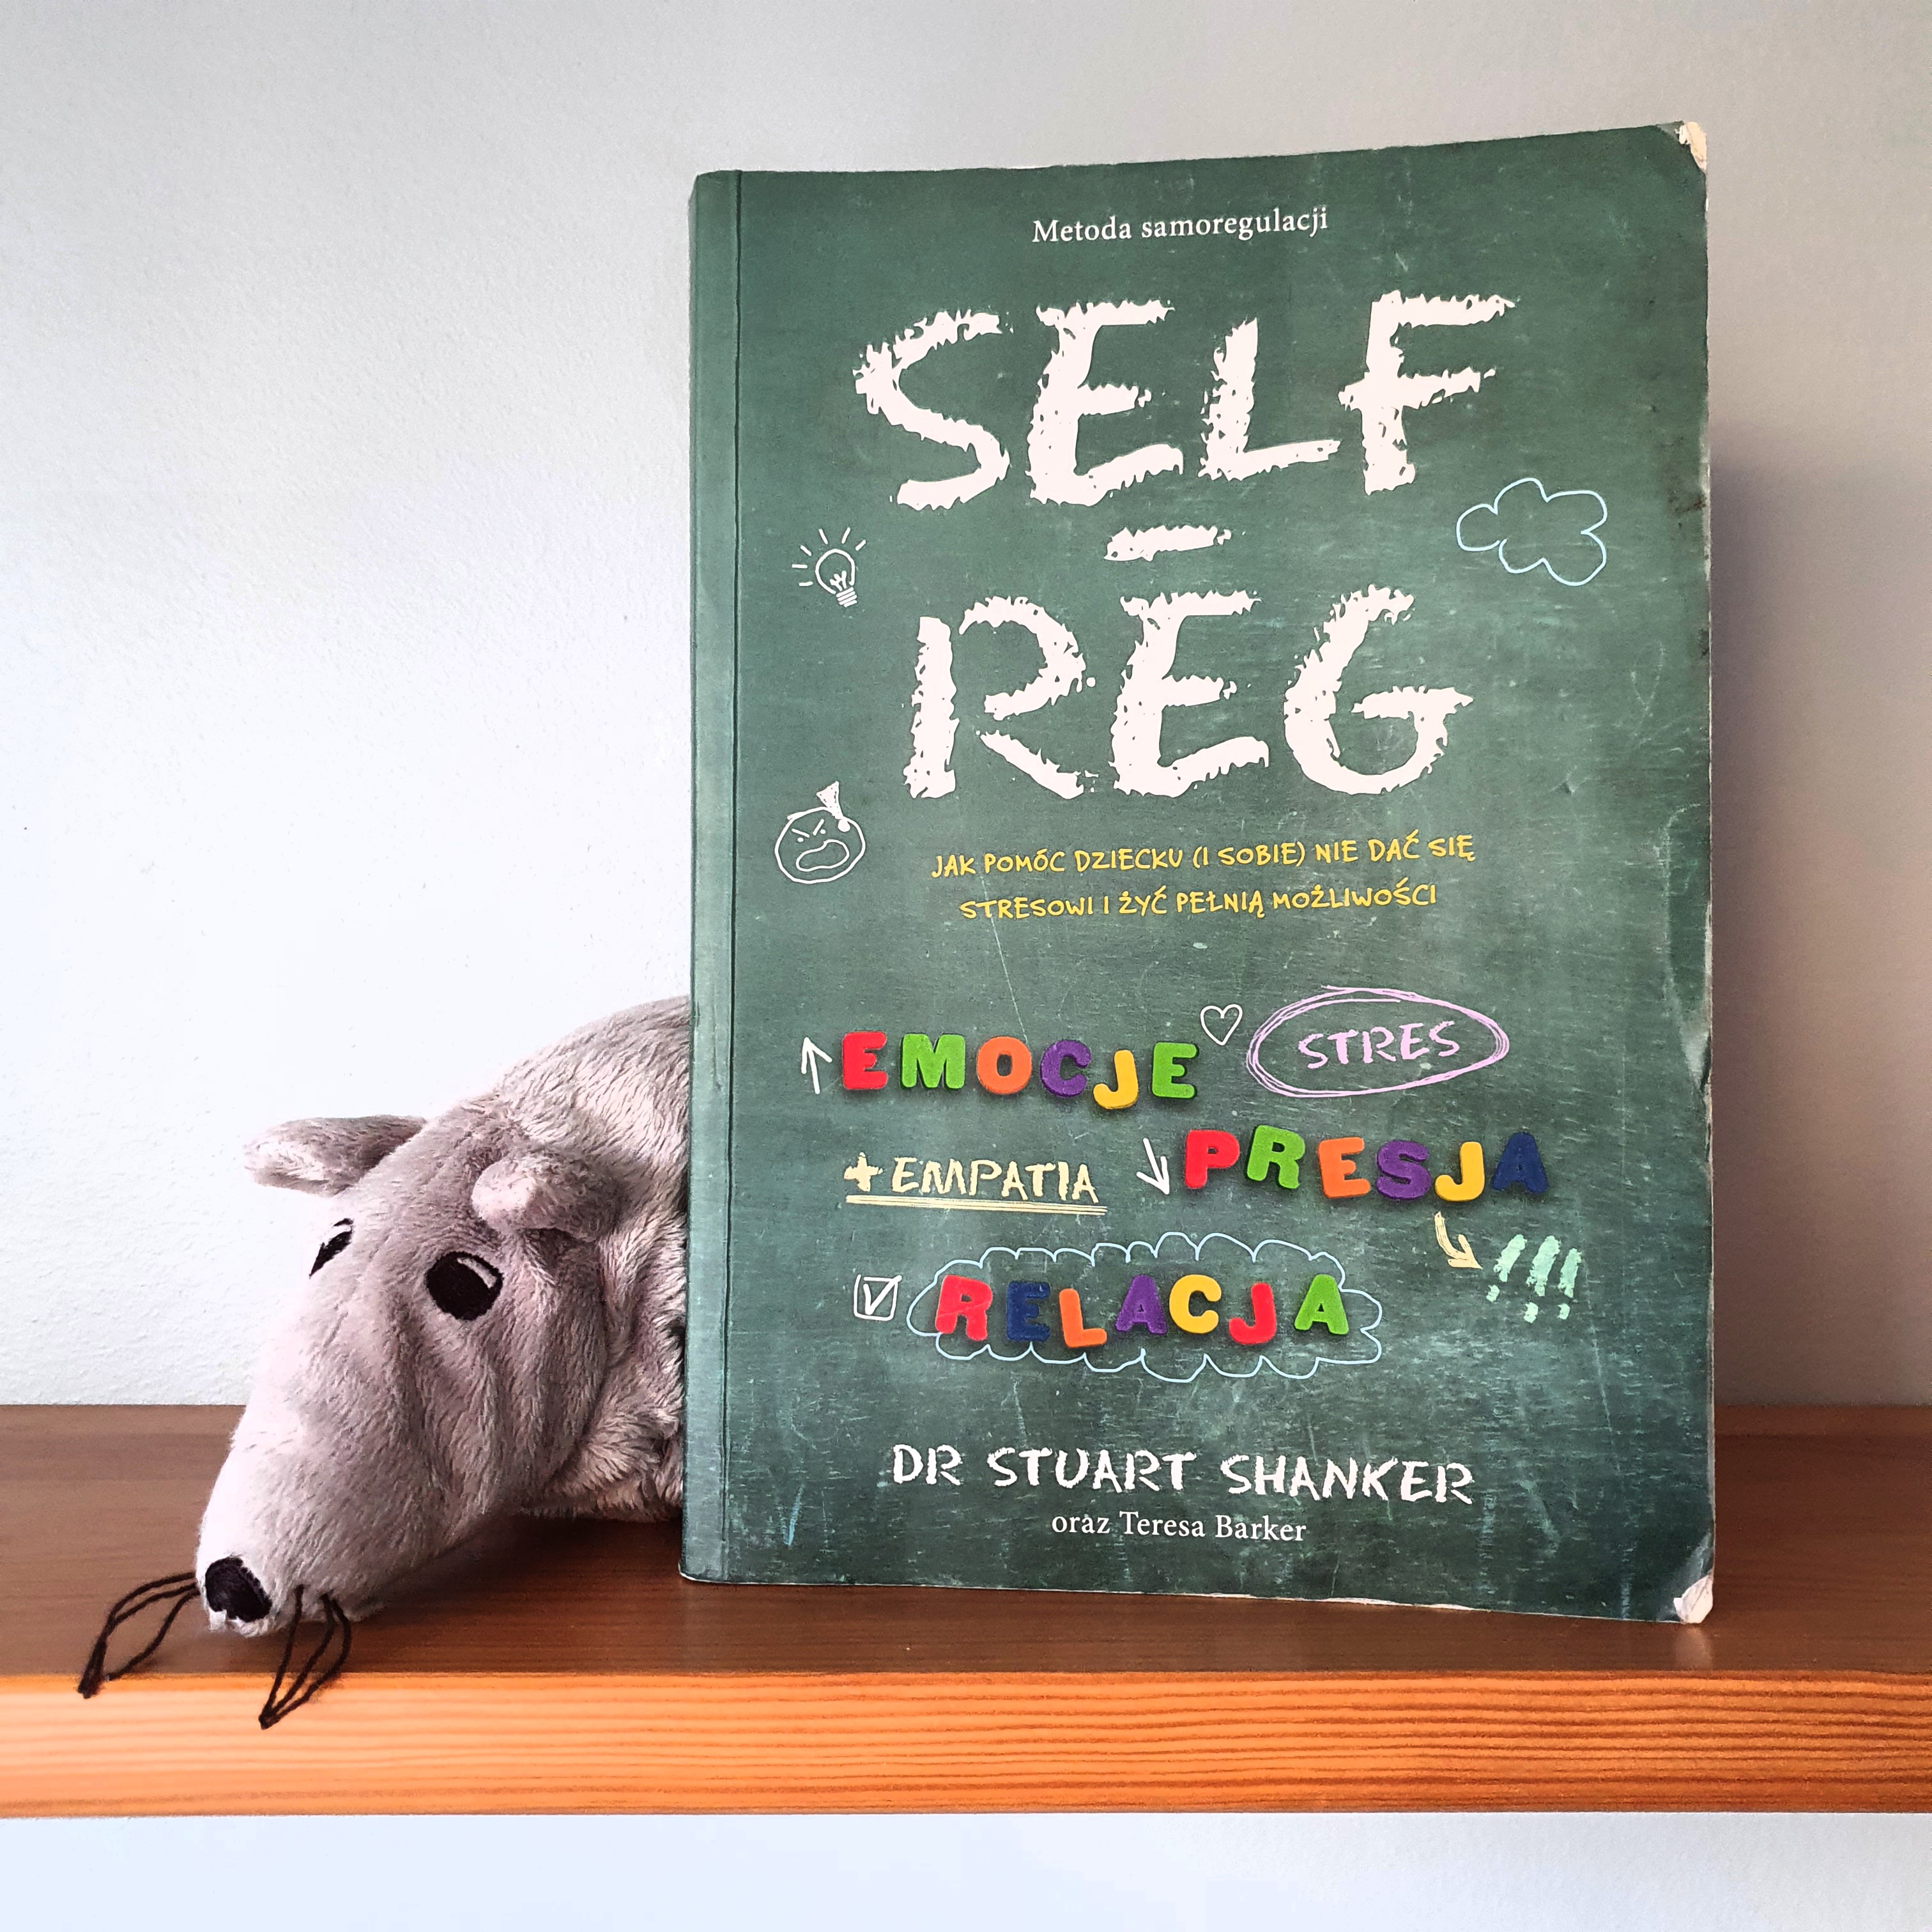 Metoda samoregulacji
SELF
-
REG
JAK POMÓC DZIECKU (I SOBIE) NIE DAĆ SIĘ
STRESOWI I ŻYĆ PEŁNIĄ MOŻLIWOŚCI
EMOCJE STRES
+ EMPATIA PRESJA
!!!
RELACJA
DR STUART SHANKER
oraz Teresa Barker